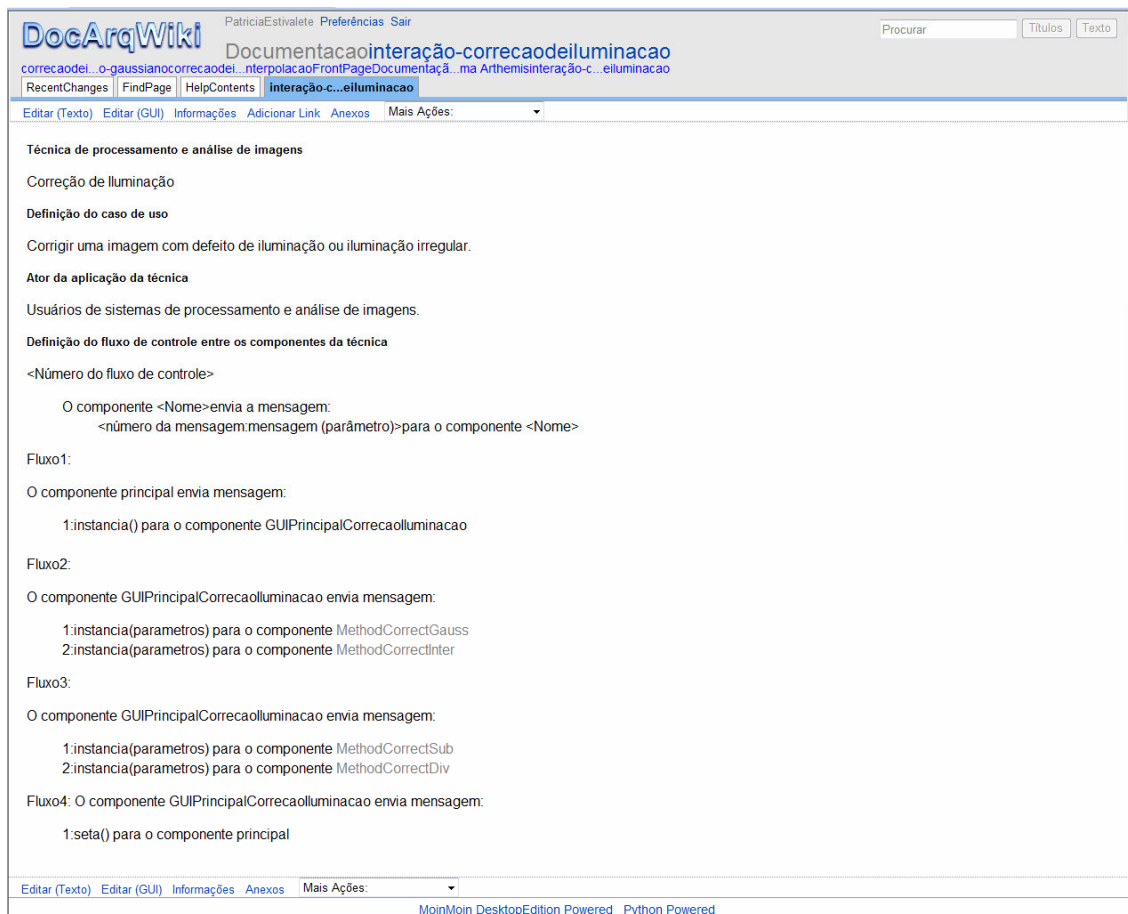 DocArqWiki
PatriciaEstivalete Preferências Sair
Procurar Títulos Texto
Documentacaointeração-correcaodeiluminacao
correcaodei...o-gaussianocorrecaodei...nterpolacaoFrontPageDocumentaçã...ma Arthemisinteração-c...eiluminacao
RecentChanges FindPage HelpContents interação-c...eiluminacao
Editar (Texto) Editar (GUI) Informações Adicionar Link Anexos Mais Ações:
Técnica de processamento e análise de imagens
Correção de Iluminação
Definição do caso de uso
Corrigir uma imagem com defeito de iluminação ou iluminação irregular.
Ator da aplicação da técnica
Usuários de sistemas de processamento e análise de imagens.
Definição do fluxo de controle entre os componentes da técnica
<Número do fluxo de controle>
O componente <Nome>envia a mensagem:
<número da mensagem:mensagem (parâmetro)>para o componente <Nome>
Fluxo1:
O componente principal envia mensagem:
1:instancia() para o componente GUIPrincipalCorrecaoIluminacao
Fluxo2:
O componente GUIPrincipalCorrecaoIluminacao envia mensagem:
1:instancia(parametros) para o componente MethodCorrectGauss
2:instancia(parametros) para o componente MethodCorrectInter
Fluxo3:
O componente GUIPrincipalCorrecaoIluminacao envia mensagem:
1:instancia(parametros) para o componente MethodCorrectSub
2:instancia(parametros) para o componente MethodCorrectDiv
Fluxo4: O componente GUIPrincipalCorrecaoIluminacao envia mensagem:
1:seta() para o componente principal
Editar (Texto) Editar (GUI) Informações Anexos Mais Ações:
MoinMoin DesktopEdition Powered Python Powered